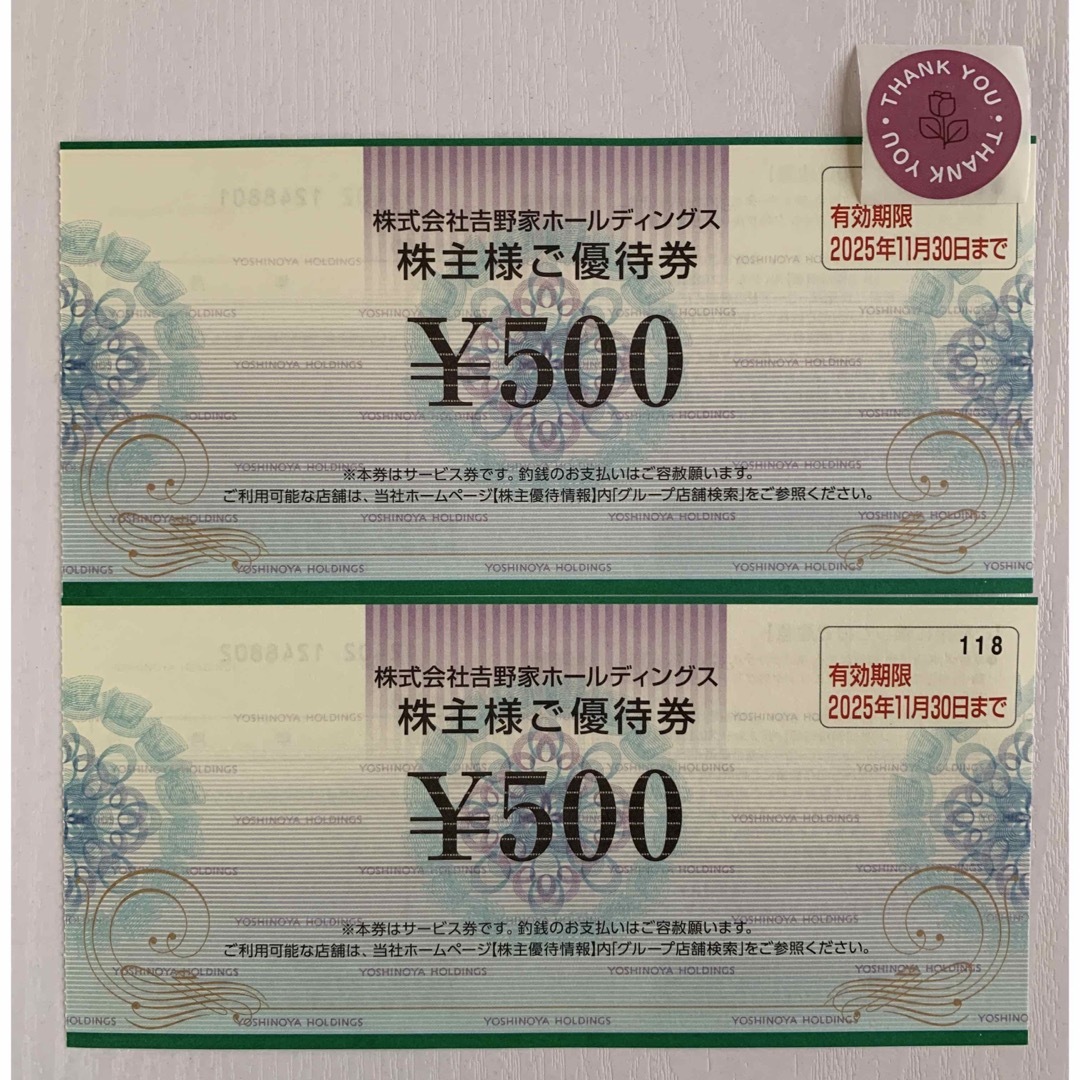 THANK YOU • THANK YOU •
株式会社𠮷野家ホールディングス
株主様ご優待券
有効期限
2025年11月30日まで
¥500
※本券はサービス券です。釣銭のお支払いはご容赦願います。
ご利用可能な店舗は、当社ホームページ【株主優待情報】内「グループ店舗検索」をご参照ください。
YOSHINOYA HOLDINGS
株式会社𠮷野家ホールディングス
株主様ご優待券
118
有効期限
2025年11月30日まで
¥500
※本券はサービス券です。釣銭のお支払いはご容赦願います。
ご利用可能な店舗は、当社ホームページ【株主優待情報】内「グループ店舗検索」をご参照ください。
YOSHINOYA HOLDINGS